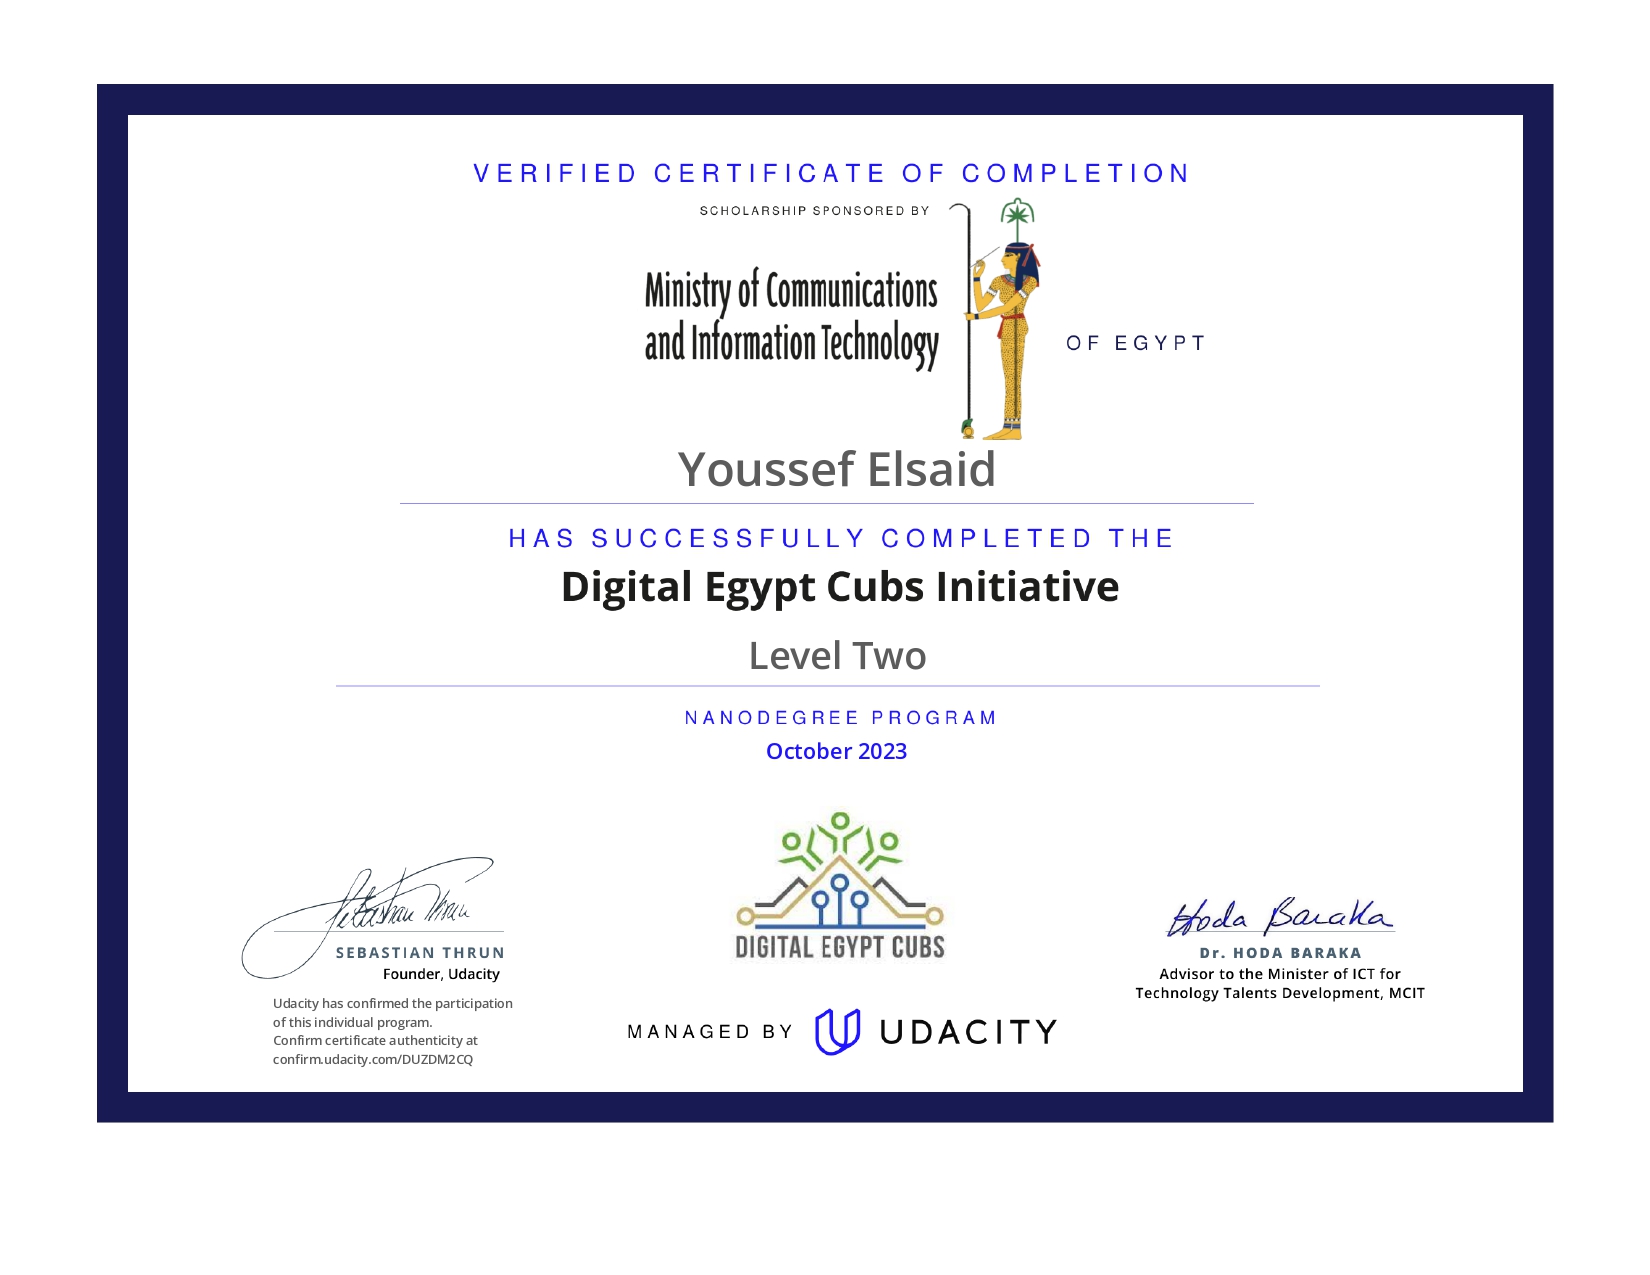 VERIFIED CERTIFICATE OF COMPLETION
SCHOLARSHIP SPONSORED BY
Ministry of Communications
and Information Technology
OF EGYPT
Youssef Elsaid
HAS SUCCESSFULLY COMPLETED THE
Digital Egypt Cubs Initiative
Level Two
NANODEGREE PROGRAM
October 2023
Sebastian Thrun
SEBASTIAN THRUN
Founder, Udacity
Udacity has confirmed the participation
of this individual program.
Confirm certificate authenticity at
confirm.udacity.com/DUZDM2CQ
DIGITAL EGYPT CUBS
MANAGED BY UDACITY
Hoda Baraka
Dr. HODA BARAKA
Advisor to the Minister of ICT for
Technology Talents Development, MCIT